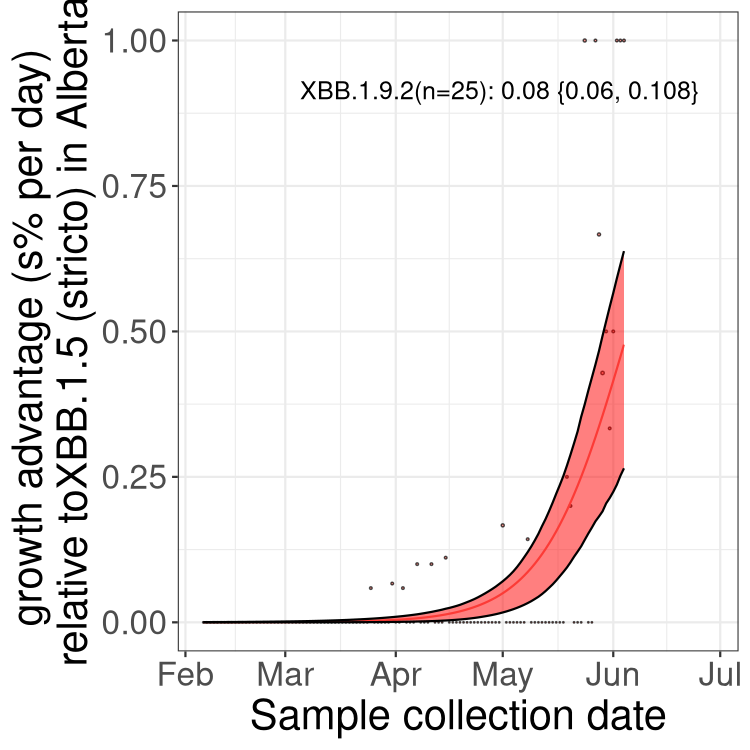 growth advantage (s% per day)
relative toXBB.1.5 (stricto) in Alberta
1.00
0.75
0.50
0.25
0.00
XBB.1.9.2(n=25): 0.08 {0.06, 0.108}
Feb Mar Apr May Jun Jul
Sample collection date